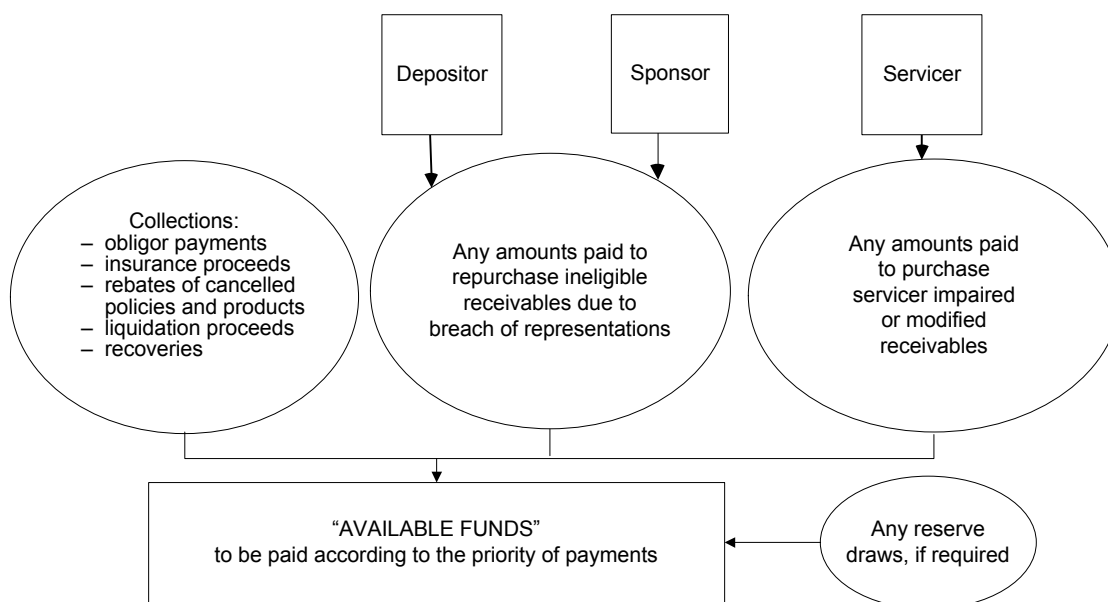 Depositor
Sponsor
Servicer
Collections:
– obligor payments
– insurance proceeds
– rebates of cancelled
policies and products
– liquidation proceeds
– recoveries
Any amounts paid to
repurchase ineligible
receivables due to
breach of representations
Any amounts paid
to purchase
servicer impaired
or modified
receivables
“AVAILABLE FUNDS”
to be paid according to the priority of payments
Any reserve
draws, if required